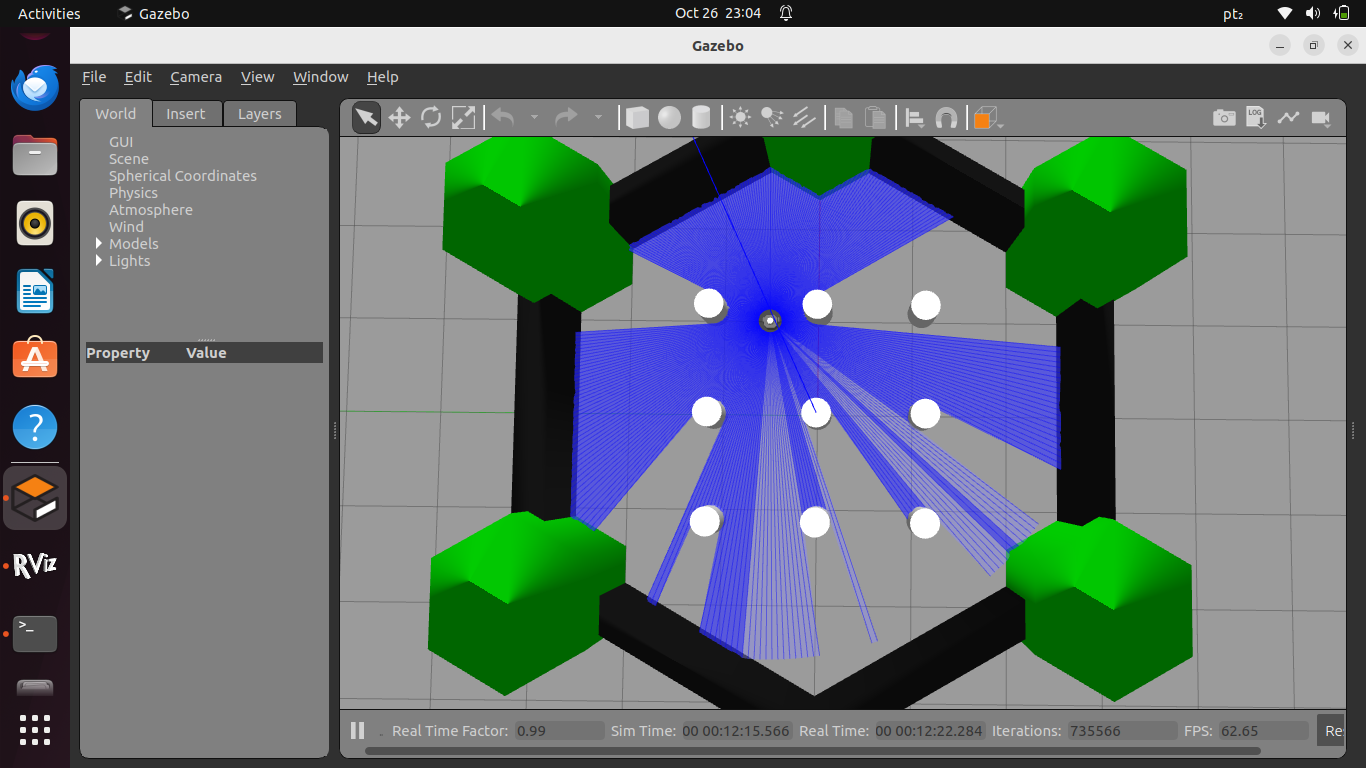 Activities Gazebo Oct 26 23:04 pt₂
Gazebo
File Edit Camera View Window Help
World Insert Layers
LOG
GUI
Scene
Spherical Coordinates
Physics
Atmosphere
Wind
Models
Lights
Property Value
?
RViz
>_
Real Time Factor: 0.99 Sim Time: 00 00:12:15.566 Real Time: 00 00:12:22.284 Iterations: 735566 FPS: 62.65 Re